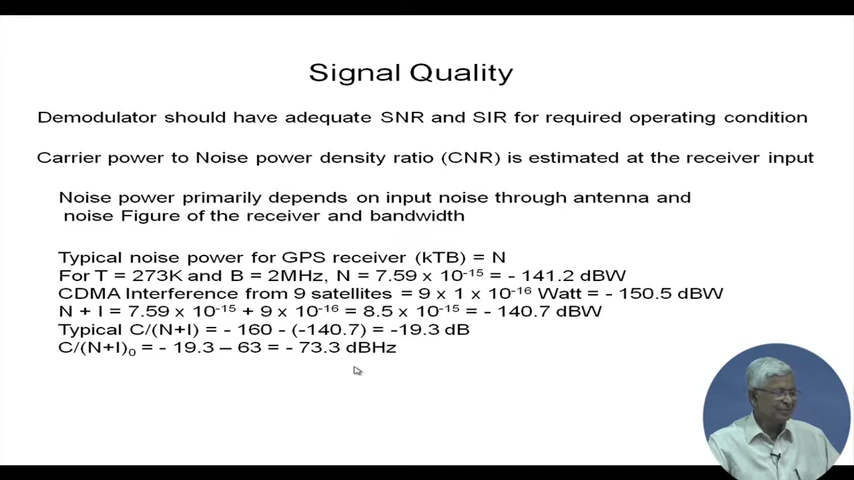 Signal Quality
Demodulator should have adequate SNR and SIR for required operating condition
Carrier power to Noise power density ratio (CNR) is estimated at the receiver input
Noise power primarily depends on input noise through antenna and
noise Figure of the receiver and bandwidth
Typical noise power for GPS receiver (kTB) = N
For T = 273K and B = 2MHz, N = 7.59 x 10⁻¹⁵ = - 141.2 dBW
CDMA Interference from 9 satellites = 9 x 1 x 10⁻¹⁶ Watt = - 150.5 dBW
N + I = 7.59 x 10⁻¹⁵ + 9 x 10⁻¹⁶ = 8.5 x 10⁻¹⁵ = - 140.7 dBW
Typical C/(N+I) = - 160 - (-140.7) = -19.3 dB
C/(N+I)₀ = - 19.3 – 63 = - 73.3 dBHz